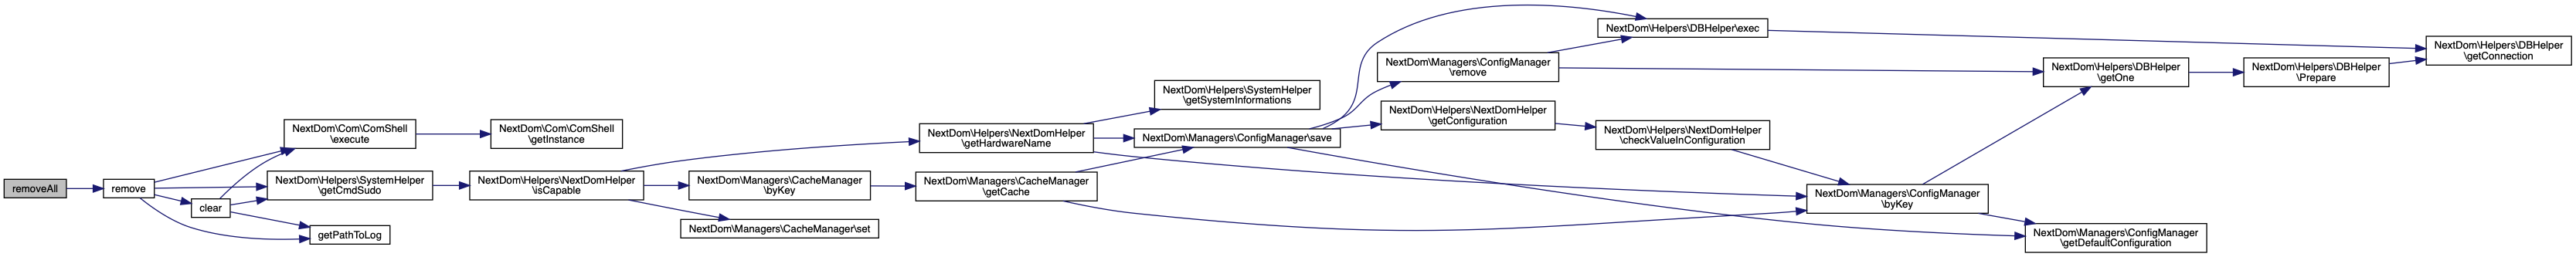 removeAll
remove
NextDom\Com\ComShell
\execute
NextDom\Com\ComShell
\getInstance
NextDom\Helpers\SystemHelper
\getCmdSudo
clear
getPathToLog
NextDom\Helpers\NextDomHelper
\isCapable
NextDom\Managers\CacheManager
\byKey
NextDom\Managers\CacheManager\set
NextDom\Helpers\NextDomHelper
\getHardwareName
NextDom\Managers\CacheManager
\getCache
NextDom\Helpers\SystemHelper
\getSystemInformations
NextDom\Managers\ConfigManager\save
NextDom\Managers\ConfigManager
\remove
NextDom\Helpers\NextDomHelper
\getConfiguration
NextDom\Helpers\DBHelper\exec
NextDom\Helpers\NextDomHelper
\checkValueInConfiguration
NextDom\Managers\ConfigManager
\byKey
NextDom\Helpers\DBHelper
\getOne
NextDom\Managers\ConfigManager
\getDefaultConfiguration
NextDom\Helpers\DBHelper
\Prepare
NextDom\Helpers\DBHelper
\getConnection